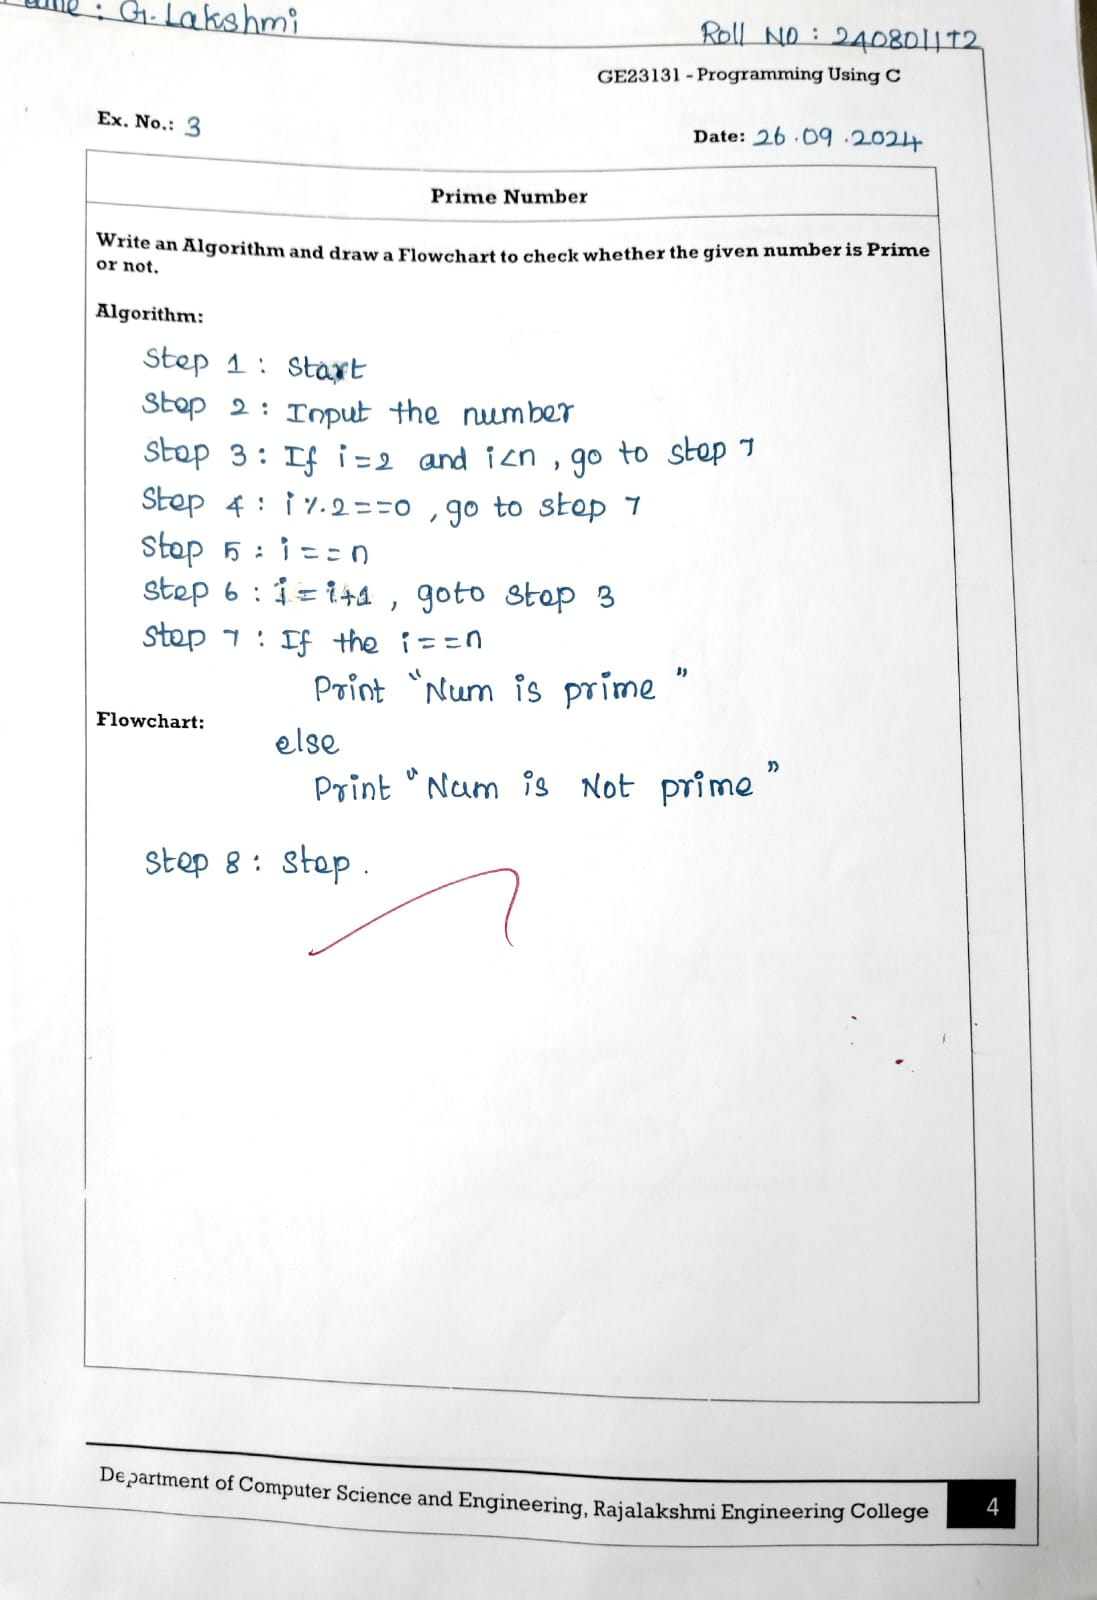 : G. Lakshmi
Roll NO : 240801172
GE23131 - Programming Using C
Ex. No.: 3
Date: 26.09.2024
Prime Number
Write an Algorithm and draw a Flowchart to check whether the given number is Prime
or not.
Algorithm:
Step 1 : Start
Step 2 : Input the number
Step 3 : If i=2 and i<n , go to step 7
Step 4 : i%2==0 , go to step 7
Step 5 : i==n
Step 6 : i=i+1 , goto step 3
Step 7 : If the i==n
Print "Num is prime"
Flowchart:
else
Print "Num is Not prime"
Step 8 : Stop.
Department of Computer Science and Engineering, Rajalakshmi Engineering College
4